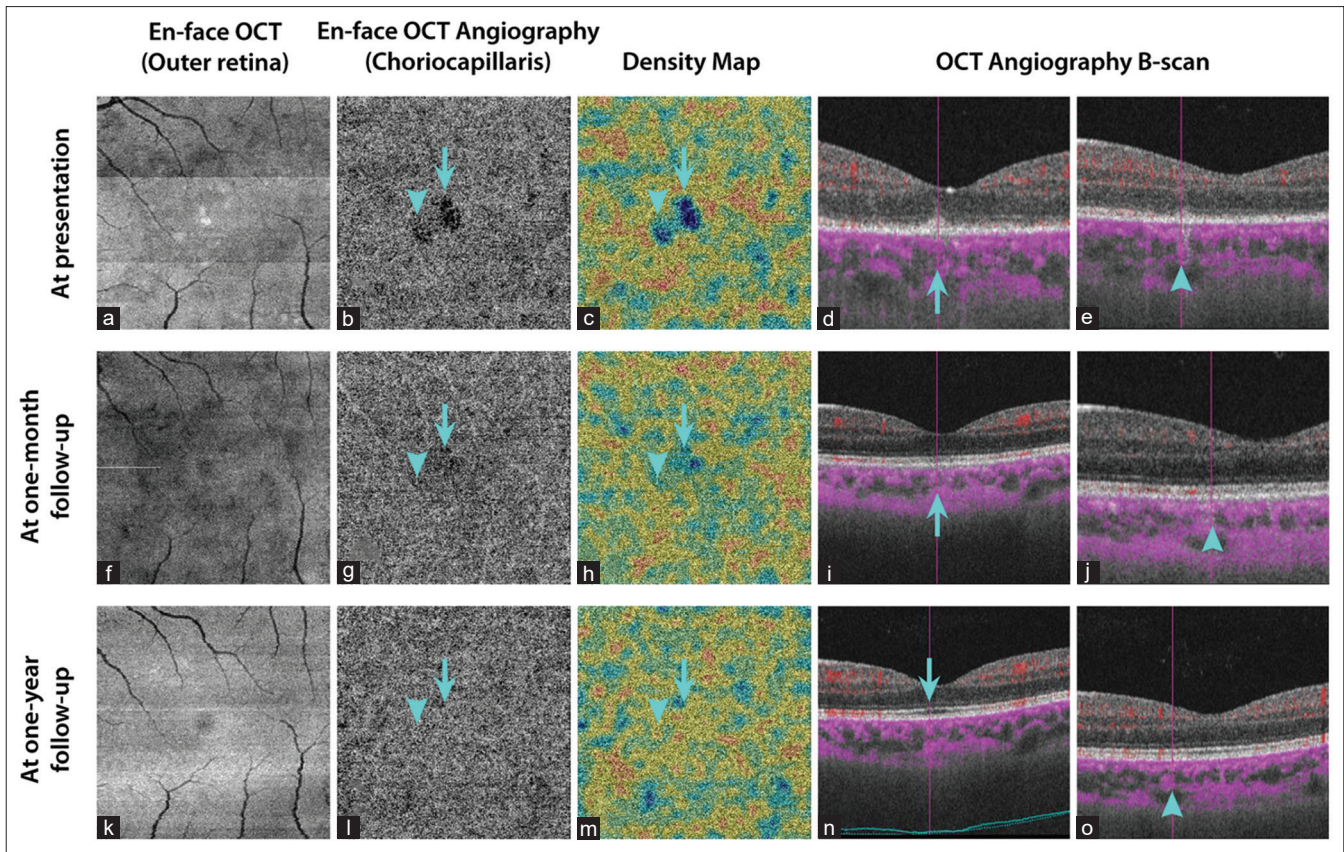 En-face OCT
(Outer retina)
En-face OCT Angiography
(Choriocapillaris)
Density Map
OCT Angiography B-scan
At presentation
a
b
c
d
e
At one-month
follow-up
f
g
h
i
j
At one-year
follow-up
k
l
m
n
o